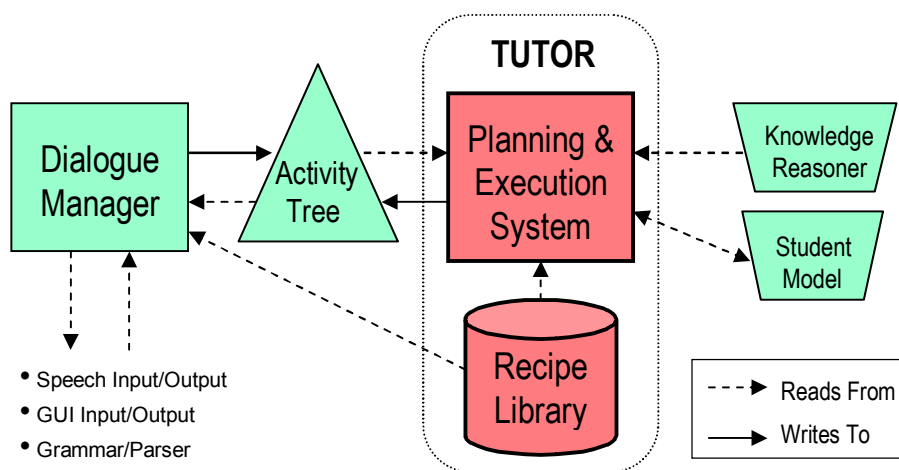 TUTOR
Dialogue
Manager
Activity
Tree
Planning &
Execution
System
Knowledge
Reasoner
Student
Model
Recipe
Library
• Speech Input/Output
• GUI Input/Output
• Grammar/Parser
Reads From
Writes To